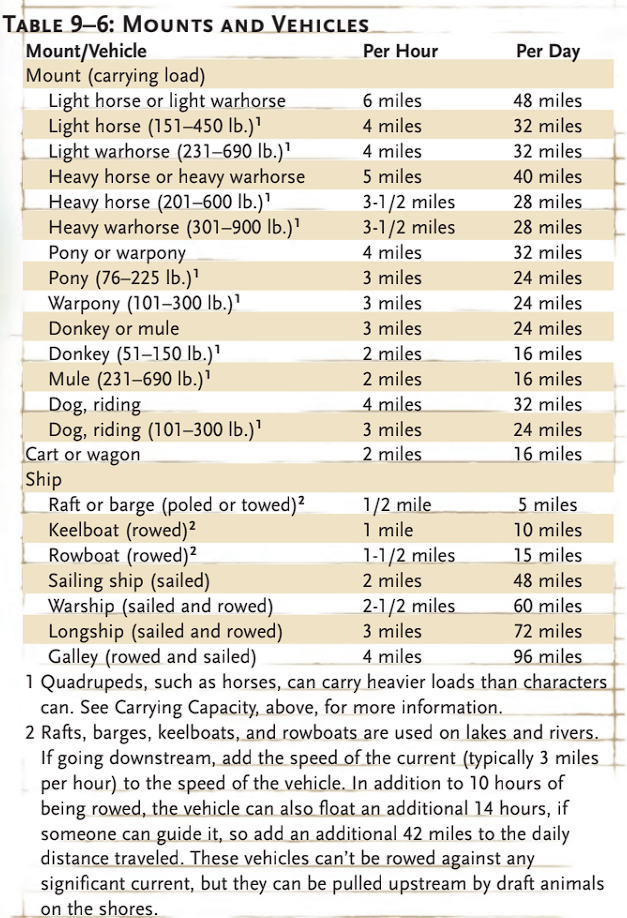 TABLE 9–6: MOUNTS AND VEHICLES
Mount/Vehicle Per Hour Per Day
Mount (carrying load)
Light horse or light warhorse 6 miles 48 miles
Light horse (151–450 lb.)¹ 4 miles 32 miles
Light warhorse (231–690 lb.)¹ 4 miles 32 miles
Heavy horse or heavy warhorse 5 miles 40 miles
Heavy horse (201–600 lb.)¹ 3-1/2 miles 28 miles
Heavy warhorse (301–900 lb.)¹ 3-1/2 miles 28 miles
Pony or warpony 4 miles 32 miles
Pony (76–225 lb.)¹ 3 miles 24 miles
Warpony (101–300 lb.)¹ 3 miles 24 miles
Donkey or mule 3 miles 24 miles
Donkey (51–150 lb.)¹ 2 miles 16 miles
Mule (231–690 lb.)¹ 2 miles 16 miles
Dog, riding 4 miles 32 miles
Dog, riding (101–300 lb.)¹ 3 miles 24 miles
Cart or wagon 2 miles 16 miles
Ship
Raft or barge (poled or towed)² 1/2 mile 5 miles
Keelboat (rowed)² 1 mile 10 miles
Rowboat (rowed)² 1-1/2 miles 15 miles
Sailing ship (sailed) 2 miles 48 miles
Warship (sailed and rowed) 2-1/2 miles 60 miles
Longship (sailed and rowed) 3 miles 72 miles
Galley (rowed and sailed) 4 miles 96 miles
1 Quadrupeds, such as horses, can carry heavier loads than characters
can. See Carrying Capacity, above, for more information.
2 Rafts, barges, keelboats, and rowboats are used on lakes and rivers.
If going downstream, add the speed of the current (typically 3 miles
per hour) to the speed of the vehicle. In addition to 10 hours of
being rowed, the vehicle can also float an additional 14 hours, if
someone can guide it, so add an additional 42 miles to the daily
distance traveled. These vehicles can't be rowed against any
significant current, but they can be pulled upstream by draft animals
on the shores.